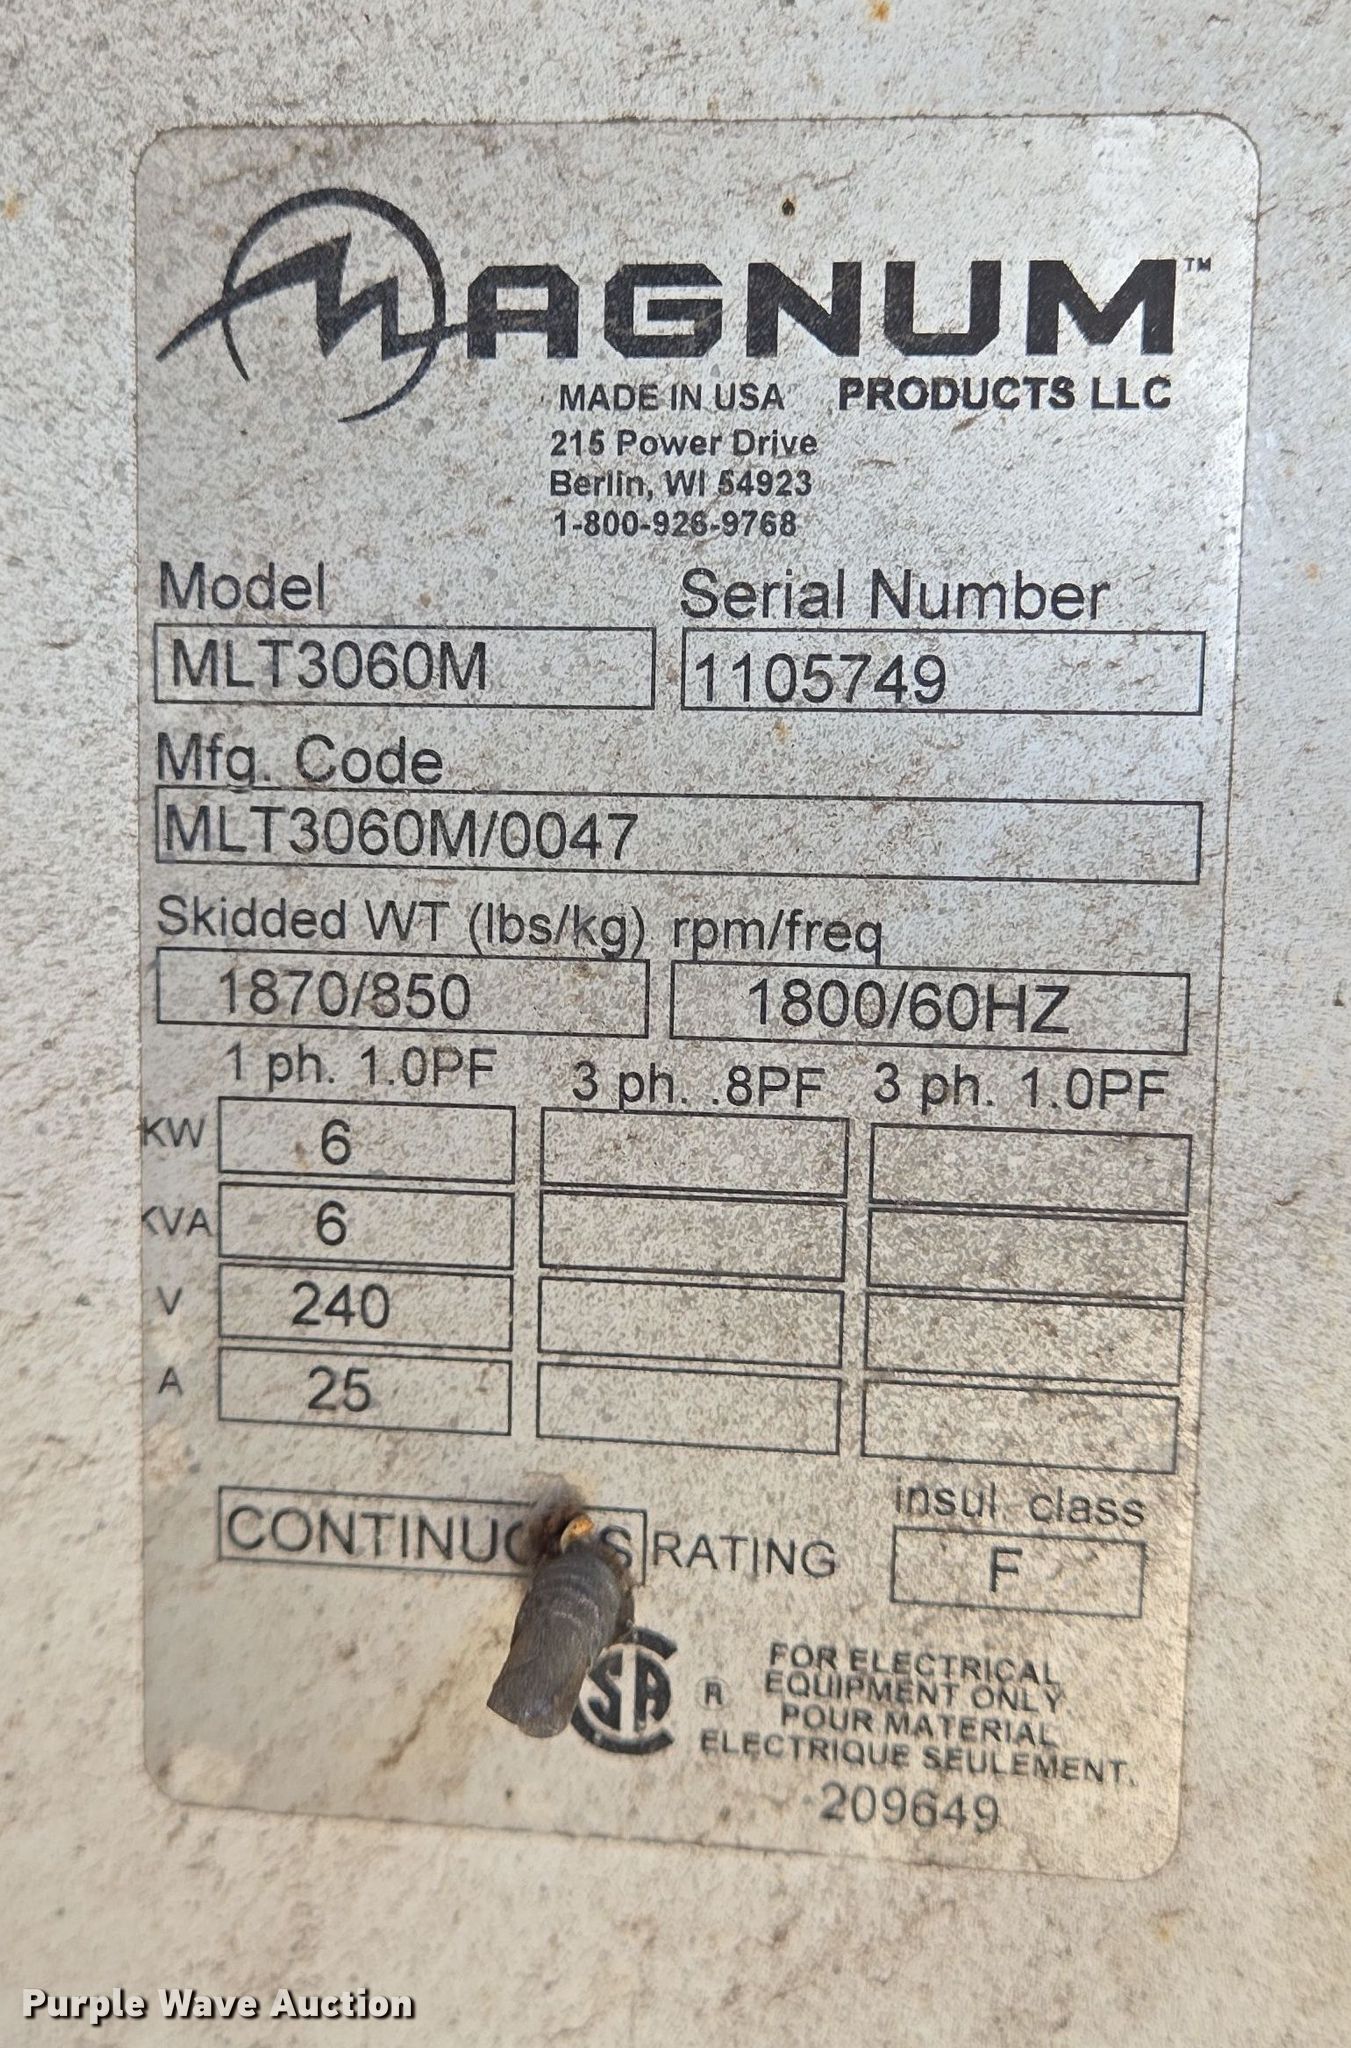 MAGNUM™
MADE IN USA PRODUCTS LLC
215 Power Drive
Berlin, WI 54923
1-800-926-9768
Model Serial Number
MLT3060M 1105749
Mfg. Code
MLT3060M/0047
Skidded WT (lbs/kg) rpm/freq
1870/850 1800/60HZ
1 ph. 1.0PF 3 ph. .8PF 3 ph. 1.0PF
KW 6
KVA 6
V 240
A 25
insul. class
CONTINUOUS RATING F
SA ® FOR ELECTRICAL
EQUIPMENT ONLY.
POUR MATERIAL
ELECTRIQUE SEULEMENT.
209649
Purple Wave Auction